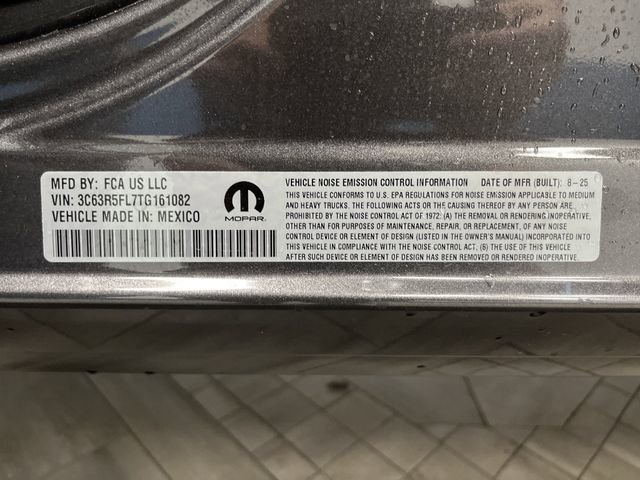 MFD BY: FCA US LLC
VIN: 3C63R5FL7TG161082
VEHICLE MADE IN: MEXICO
MOPAR.
VEHICLE NOISE EMISSION CONTROL INFORMATION DATE OF MFR (BUILT): 8-25
THIS VEHICLE CONFORMS TO U.S. EPA REGULATIONS FOR NOISE EMISSION APPLICABLE TO MEDIUM
AND HEAVY TRUCKS. THE FOLLOWING ACTS OR THE CAUSING THEREOF BY ANY PERSON ARE
PROHIBITED BY THE NOISE CONTROL ACT OF 1972: (A) THE REMOVAL OR RENDERING INOPERATIVE,
OTHER THAN FOR PURPOSES OF MAINTENANCE, REPAIR, OR REPLACEMENT, OF ANY NOISE CONTROL
DEVICE OR ELEMENT OF DESIGN (LISTED IN THE OWNER'S MANUAL) INCORPORATED INTO
THIS VEHICLE IN COMPLIANCE WITH THE NOISE CONTROL ACT; (B) THE USE OF THIS VEHICLE
AFTER SUCH DEVICE OR ELEMENT OF DESIGN HAS BEEN REMOVED OR RENDERED INOPERATIVE.